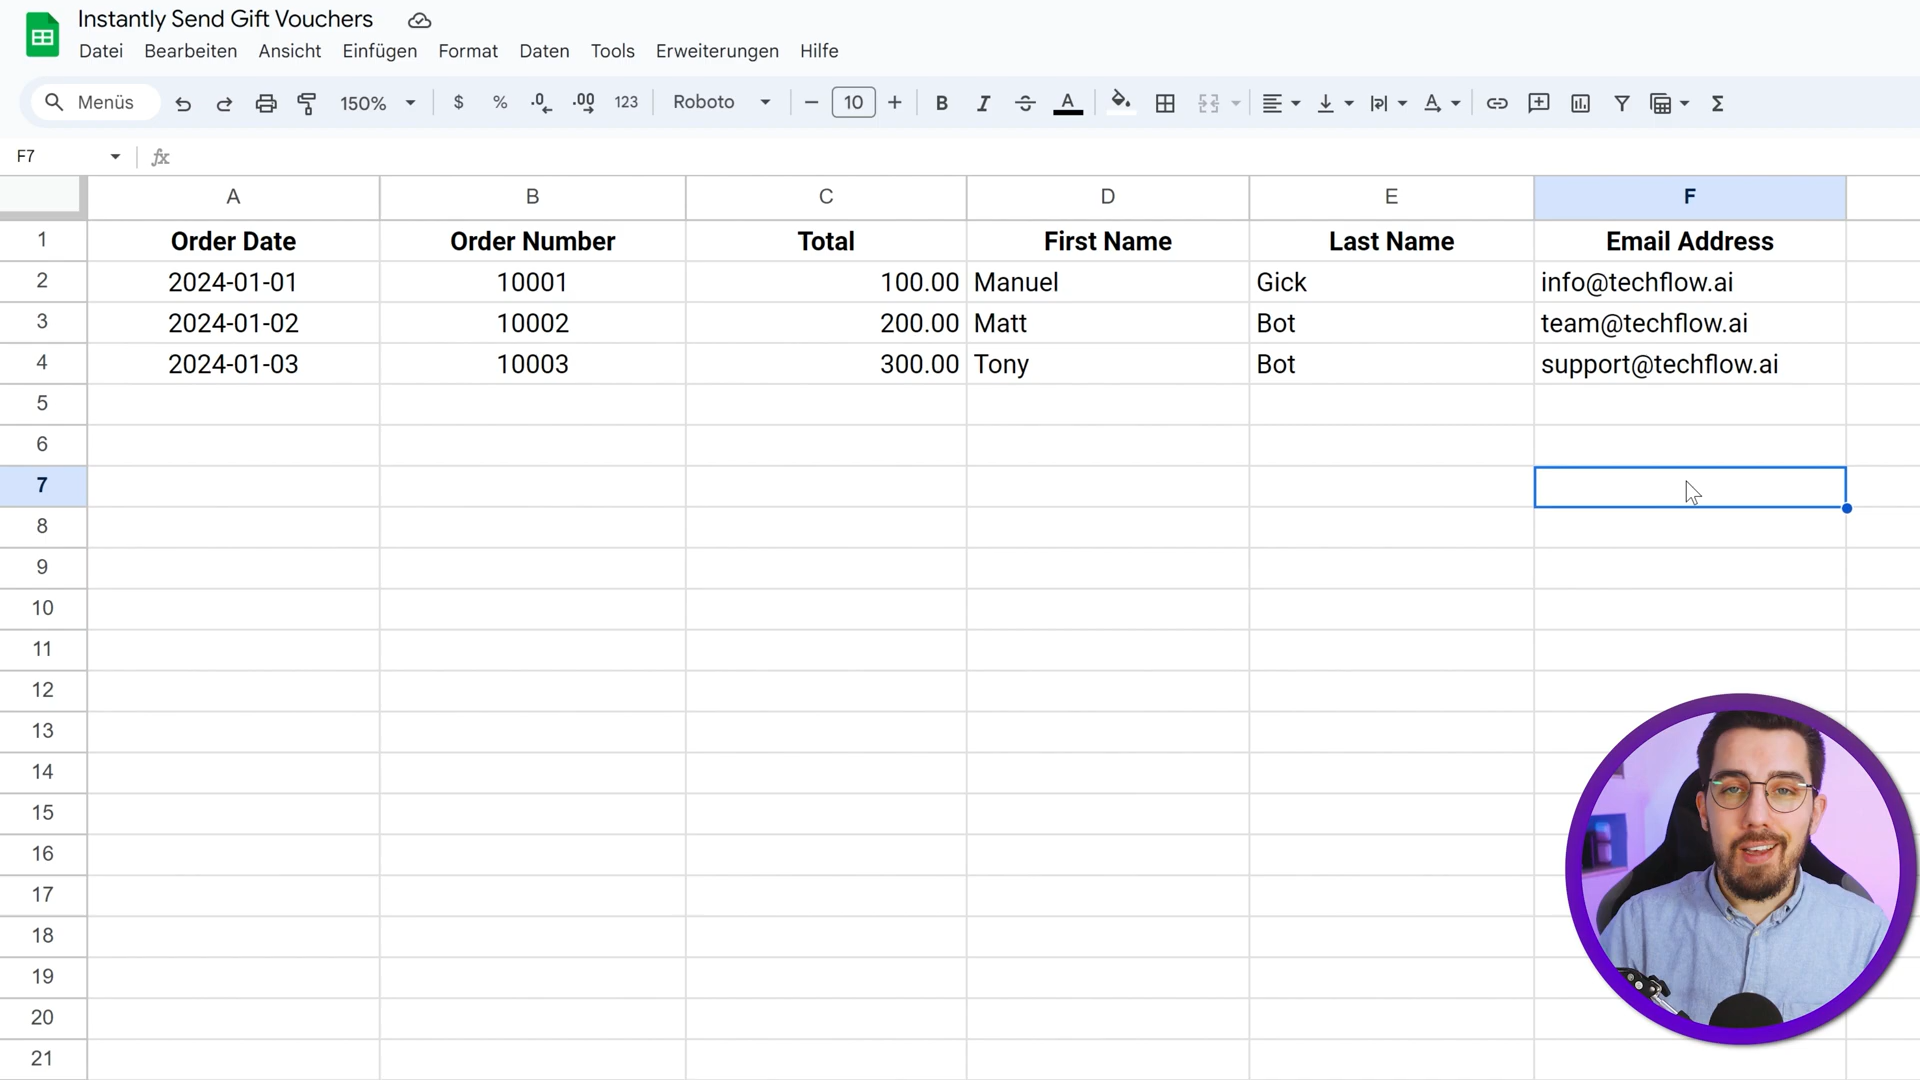 Instantly Send Gift Vouchers
Datei Bearbeiten Ansicht Einfügen Format Daten Tools Erweiterungen Hilfe
Menüs 150% $ % .0 .00 123 Roboto 10 B I S A A Σ
F7 fx
A B C D E F
1 Order Date Order Number Total First Name Last Name Email Address
2 2024-01-01 10001 100.00 Manuel Gick info@techflow.ai
3 2024-01-02 10002 200.00 Matt Bot team@techflow.ai
4 2024-01-03 10003 300.00 Tony Bot support@techflow.ai
5
6
7
8
9
10
11
12
13
14
15
16
17
18
19
20
21